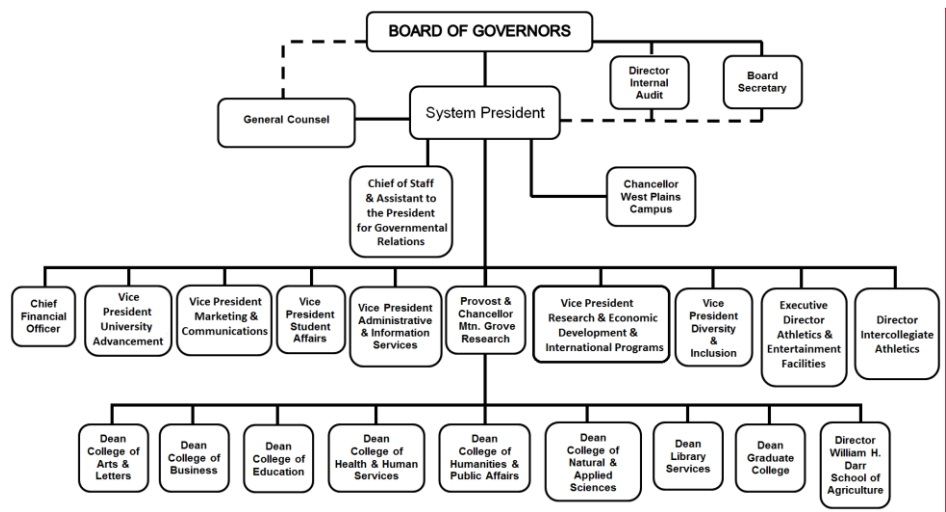 BOARD OF GOVERNORS
Director
Internal
Audit
Board
Secretary
General Counsel
System President
Chief of Staff
& Assistant to
the President
for Governmental
Relations
Chancellor
West Plains
Campus
Chief
Financial
Officer
Vice
President
University
Advancement
Vice President
Marketing &
Communications
Vice
President
Student
Affairs
Vice President
Administrative
& Information
Services
Provost &
Chancellor
Mtn. Grove
Research
Vice President
Research & Economic
Development &
International Programs
Vice
President
Diversity
&
Inclusion
Executive
Director
Athletics &
Entertainment
Facilities
Director
Intercollegiate
Athletics
Dean
College of
Arts &
Letters
Dean
College of
Business
Dean
College of
Education
Dean
College of
Health & Human
Services
Dean
College of
Humanities &
Public Affairs
Dean
College of
Natural &
Applied
Sciences
Dean
Library
Services
Dean
Graduate
College
Director
William H.
Darr
School of
Agriculture